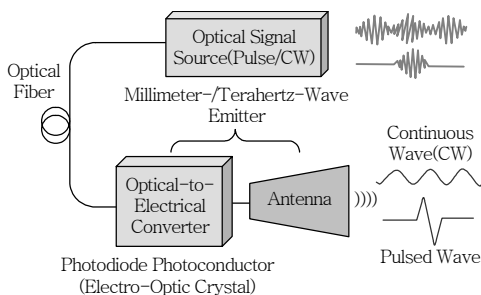 Optical Signal
Source(Pulse/CW)
Optical
Fiber
Millimeter-/Terahertz-Wave
Emitter
Continuous
Wave(CW)
Optical-to-
Electrical
Converter
Antenna
Pulsed Wave
Photodiode Photoconductor
(Electro-Optic Crystal)